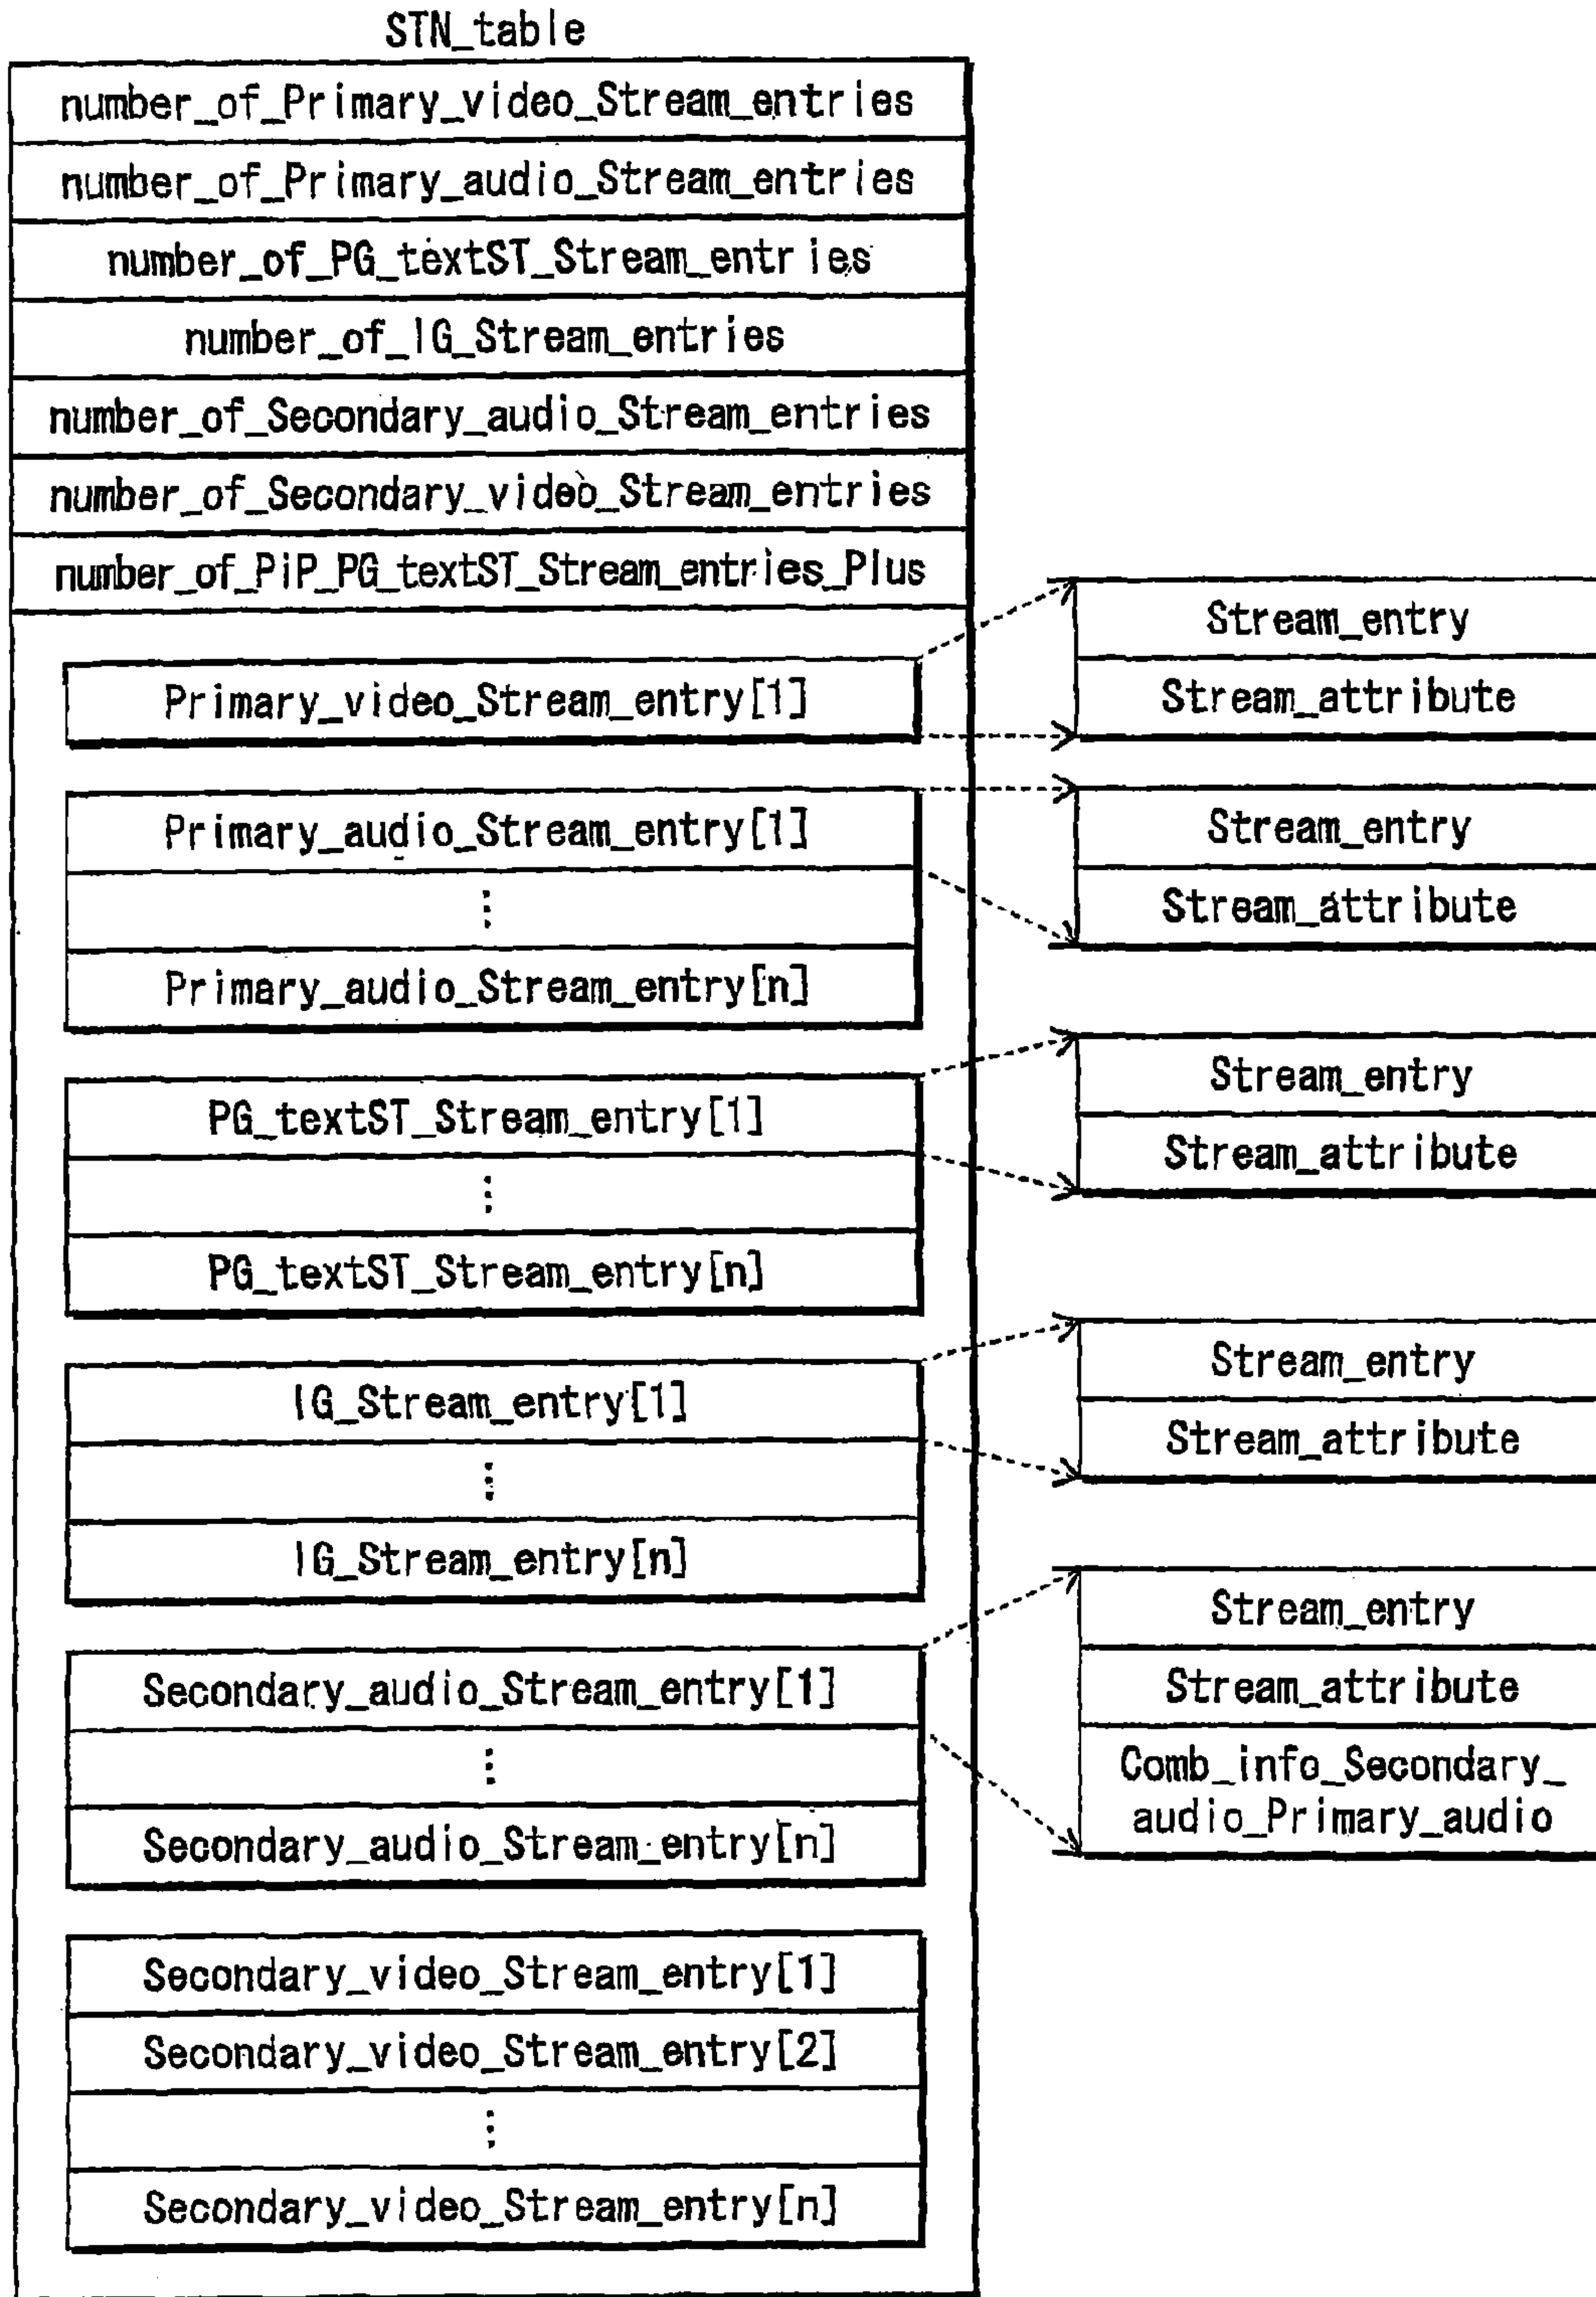 STN_table
number_of_Primary_video_Stream_entries
number_of_Primary_audio_Stream_entries
number_of_PG_textST_Stream_entries
number_of_IG_Stream_entries
number_of_Secondary_audio_Stream_entries
number_of_Secondary_video_Stream_entries
number_of_PiP_PG_textST_Stream_entries_Plus
Primary_video_Stream_entry[1]
Stream_entry
Stream_attribute
Primary_audio_Stream_entry[1]
⋮
Primary_audio_Stream_entry[n]
Stream_entry
Stream_attribute
PG_textST_Stream_entry[1]
⋮
PG_textST_Stream_entry[n]
Stream_entry
Stream_attribute
IG_Stream_entry[1]
⋮
IG_Stream_entry[n]
Stream_entry
Stream_attribute
Secondary_audio_Stream_entry[1]
⋮
Secondary_audio_Stream_entry[n]
Stream_entry
Stream_attribute
Comb_info_Secondary_
audio_Primary_audio
Secondary_video_Stream_entry[1]
Secondary_video_Stream_entry[2]
⋮
Secondary_video_Stream_entry[n]